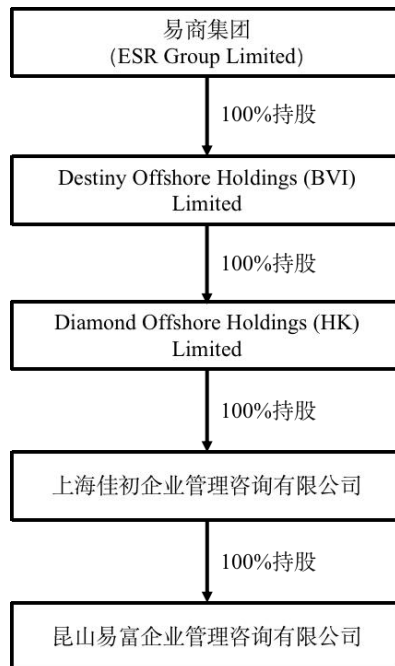 易商集团
(ESR Group Limited)
100%持股
Destiny Offshore Holdings (BVI)
Limited
100%持股
Diamond Offshore Holdings (HK)
Limited
100%持股
上海佳初企业管理咨询有限公司
100%持股
昆山易富企业管理咨询有限公司